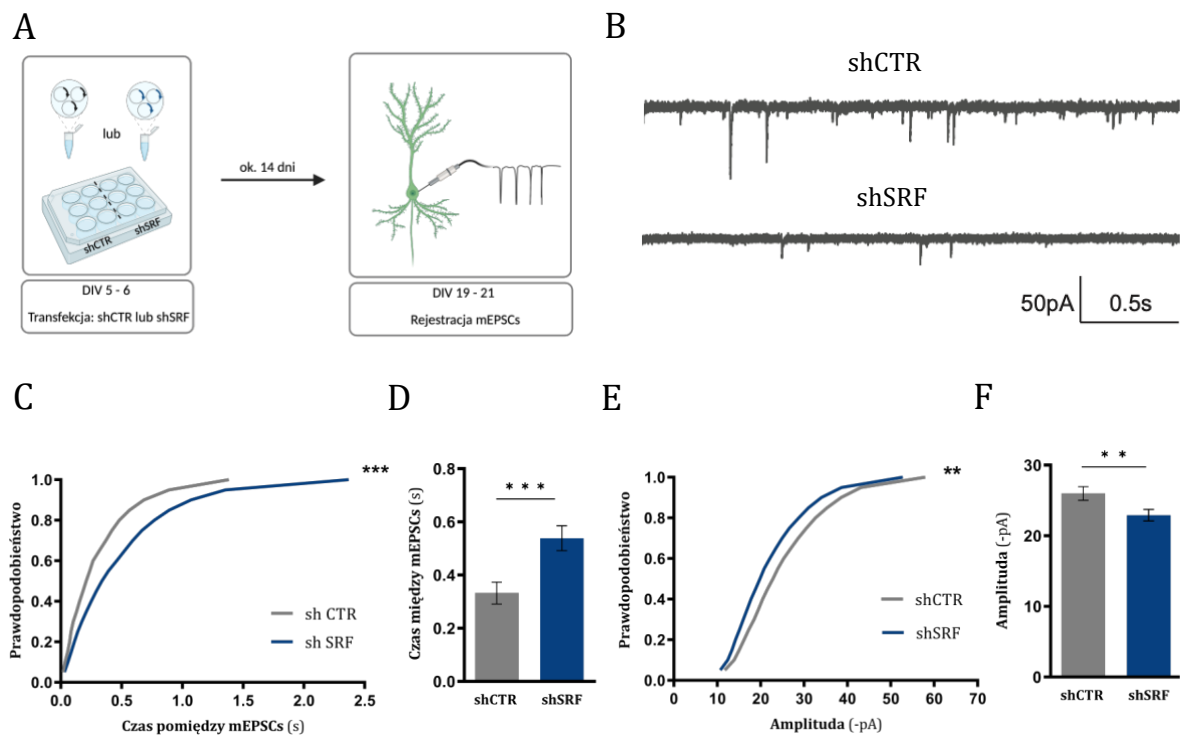 A
lub
shCTR
shSRF
DIV 5 - 6
Transfekcja: shCTR lub shSRF
ok. 14 dni
DIV 19 - 21
Rejestracja mEPSCs
B
shCTR
shSRF
50pA
0.5s
C
Prawdopodobieństwo
1.0
0.8
0.6
0.4
0.2
0.0
0.0
0.5
1.0
1.5
2.0
2.5
Czas pomiędzy mEPSCs (s)
***
sh CTR
sh SRF
D
Czas między mEPSCs (s)
0.8
0.6
0.4
0.2
0.0
* * *
shCTR
shSRF
E
Prawdopodobieństwo
1.0
0.8
0.6
0.4
0.2
0.0
0
10
20
30
40
50
60
70
Amplituda (-pA)
**
shCTR
shSRF
F
Amplituda (-pA)
30
20
10
0
* *
shCTR
shSRF